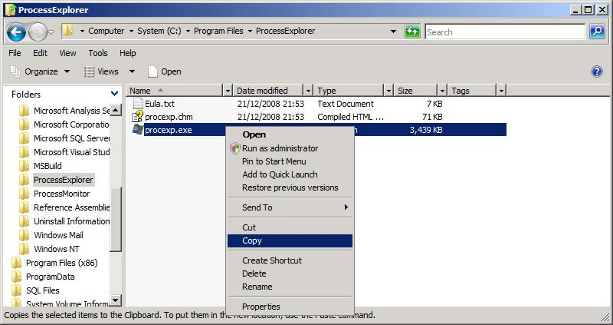 ProcessExplorer
Computer System (C:) Program Files ProcessExplorer
Search
File Edit View Tools Help
Organize Views Open
Folders
Name Date modified Type Size Tags
Microsoft Analysis Se
Microsoft Corporatio
Microsoft SQL Server
Microsoft Visual Stud
MSBuild
ProcessExplorer
ProcessMonitor
Reference Assemblie
Uninstall Information
Windows Mail
Windows NT
Program Files (x86)
ProgramData
SQL Files
System Volume Informat
Eula.txt 21/12/2008 21:53 Text Document 7 KB
procexp.chm 21/12/2008 21:53 Compiled HTML ... 71 KB
procexp.exe 3,439 KB
Open
Run as administrator
Pin to Start Menu
Add to Quick Launch
Restore previous versions
Send To
Cut
Copy
Create Shortcut
Delete
Rename
Properties
Copies the selected items to the Clipboard. To put them in the new location, use the Paste command.